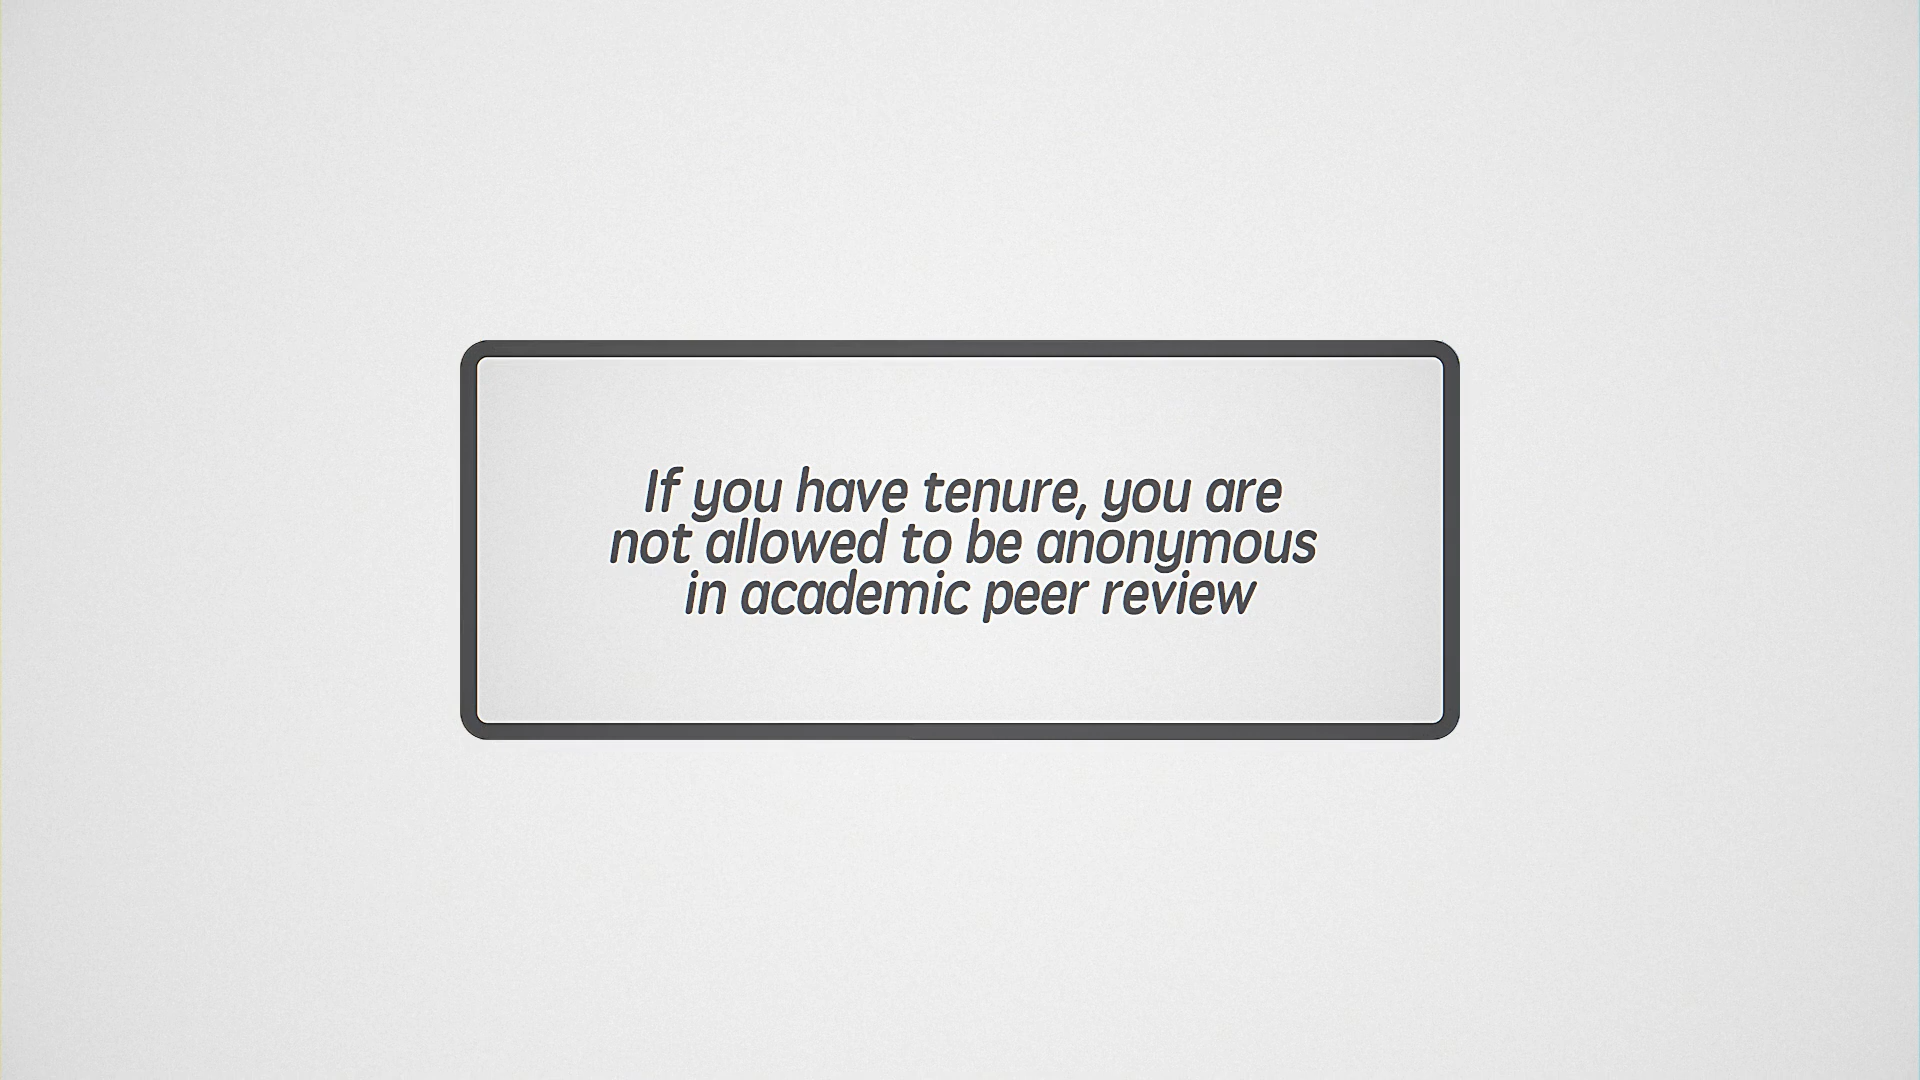 If you have tenure, you are
not allowed to be anonymous
in academic peer review